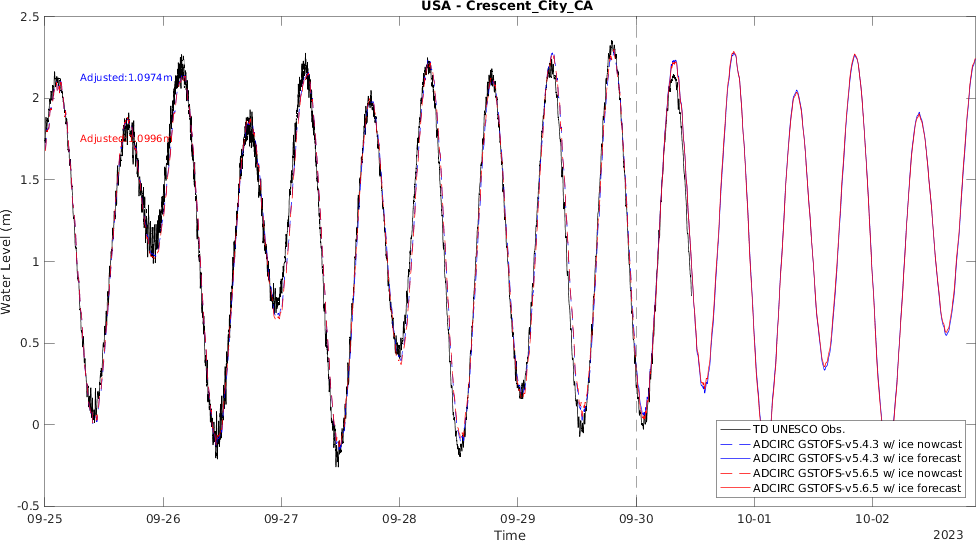 USA - Crescent_City_CA
2.5
2
1.5
1
0.5
0
-0.5
Water Level (m)
Adjusted:1.0974m
Adjusted:1.0996m
TD UNESCO Obs.
ADCIRC GSTOFS-v5.4.3 w/ ice nowcast
ADCIRC GSTOFS-v5.4.3 w/ ice forecast
ADCIRC GSTOFS-v5.6.5 w/ ice nowcast
ADCIRC GSTOFS-v5.6.5 w/ ice forecast
09-25 09-26 09-27 09-28 09-29 09-30 10-01 10-02
Time
2023